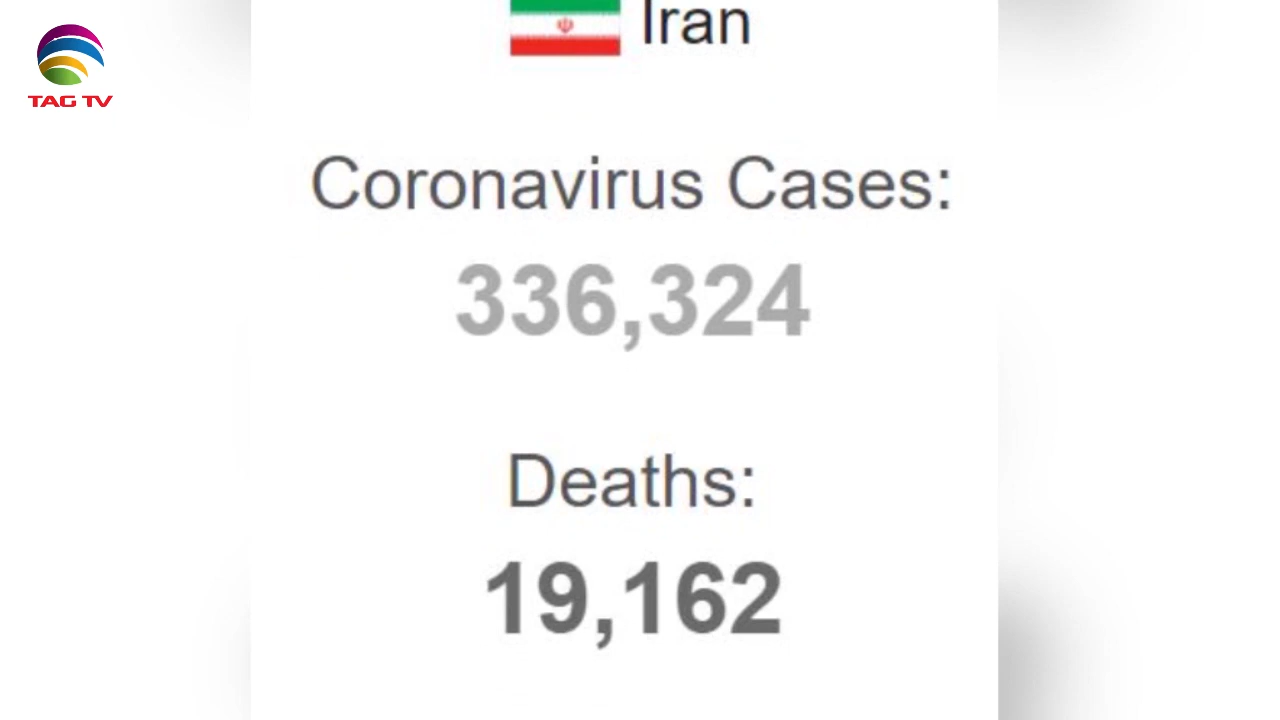 TAG TV
Iran
Coronavirus Cases:
336,324
Deaths:
19,162